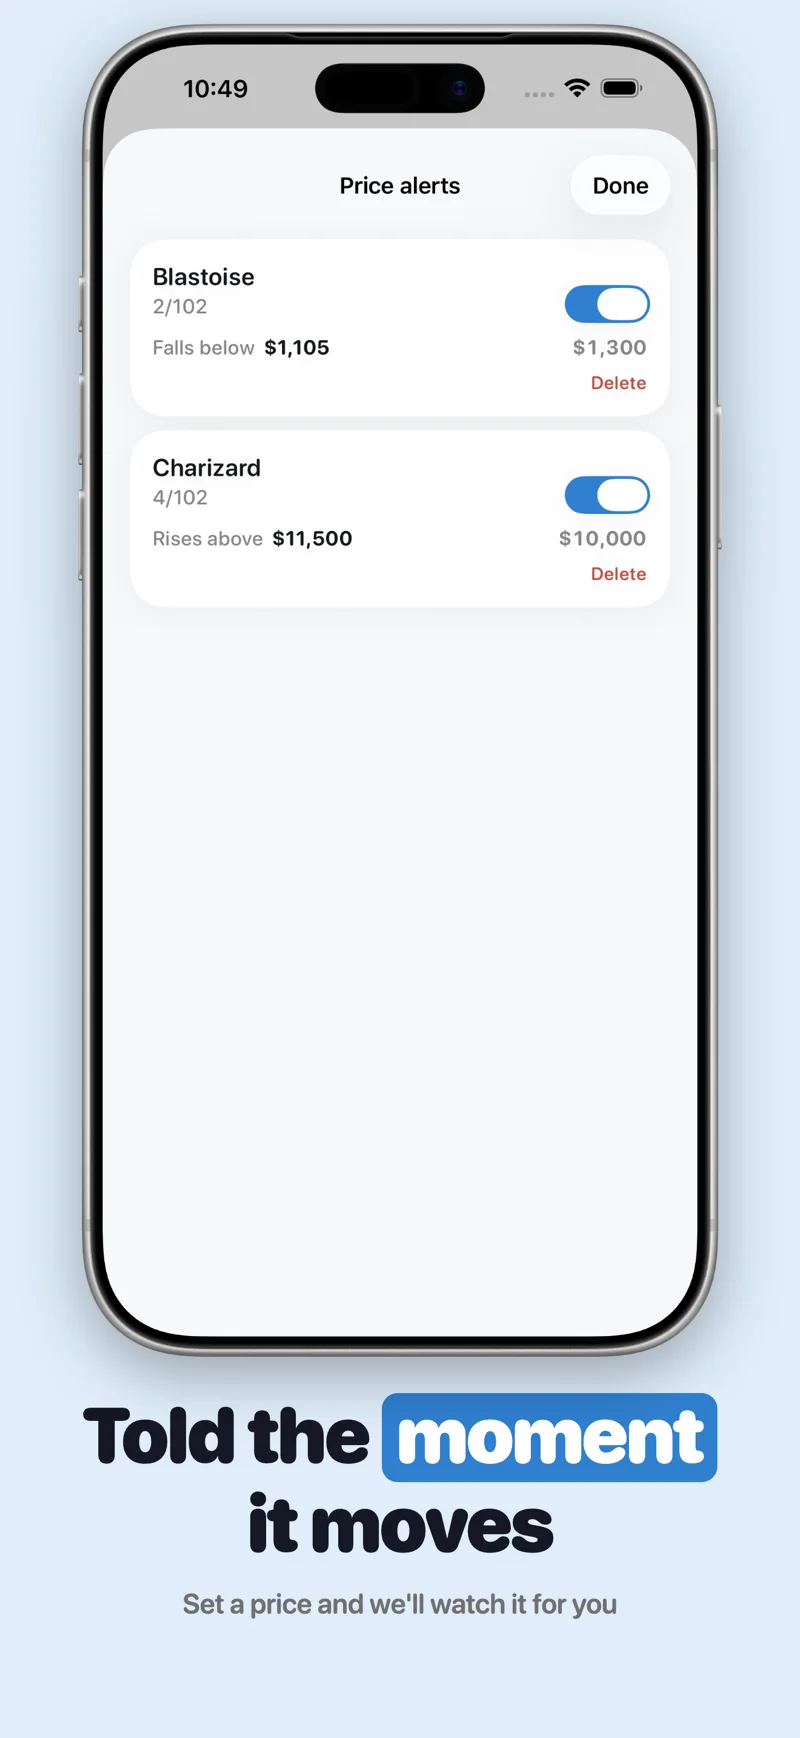 10:49
Price alerts
Done
Blastoise
2/102
Falls below $1,105
$1,300
Delete
Charizard
4/102
Rises above $11,500
$10,000
Delete
Told the moment
it moves
Set a price and we'll watch it for you